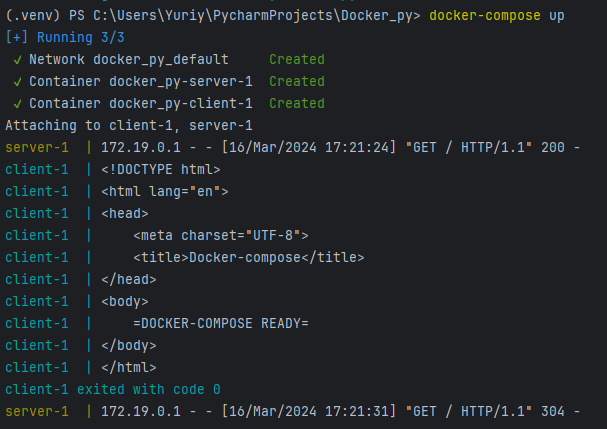 (.venv) PS C:\Users\Yuriy\PycharmProjects\Docker_py> docker-compose up
[+] Running 3/3
 ✓ Network docker_py_default     Created
 ✓ Container docker_py-server-1  Created
 ✓ Container docker_py-client-1  Created
Attaching to client-1, server-1
server-1  | 172.19.0.1 - - [16/Mar/2024 17:21:24] "GET / HTTP/1.1" 200 -
client-1  | <!DOCTYPE html>
client-1  | <html lang="en">
client-1  | <head>
client-1  |     <meta charset="UTF-8">
client-1  |     <title>Docker-compose</title>
client-1  | </head>
client-1  | <body>
client-1  |     =DOCKER-COMPOSE READY=
client-1  | </body>
client-1  | </html>
client-1 exited with code 0
server-1  | 172.19.0.1 - - [16/Mar/2024 17:21:31] "GET / HTTP/1.1" 304 -